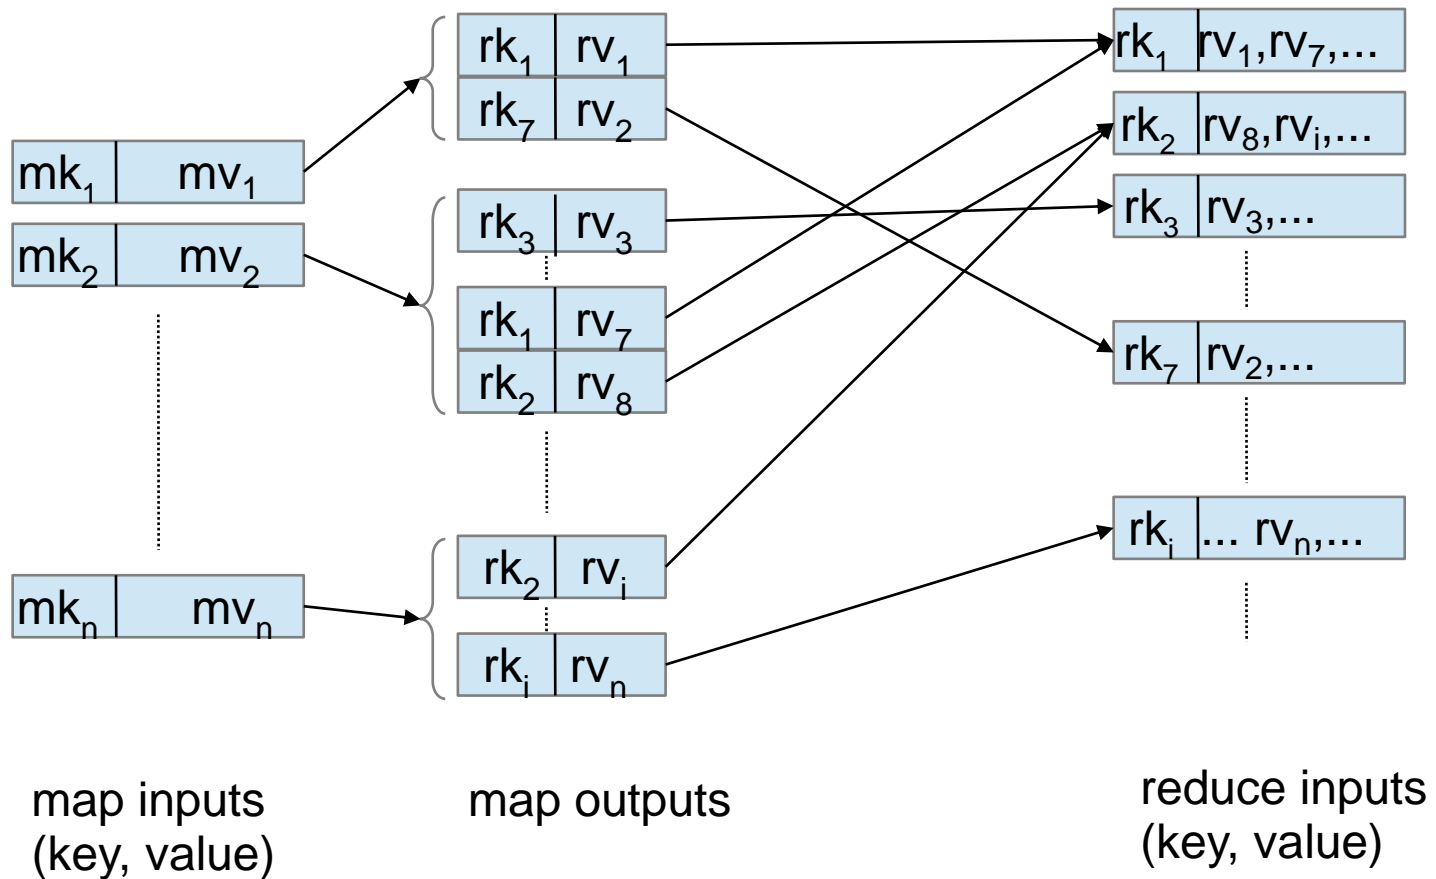 mk₁ mv₁
mk₂ mv₂
mkₙ mvₙ
map inputs
(key, value)
rk₁ rv₁
rk₇ rv₂
rk₃ rv₃
rk₁ rv₇
rk₂ rv₈
rk₂ rvᵢ
rkᵢ rvₙ
map outputs
rk₁ rv₁,rv₇,...
rk₂ rv₈,rvᵢ,...
rk₃ rv₃,...
rk₇ rv₂,...
rkᵢ ... rvₙ,...
reduce inputs
(key, value)